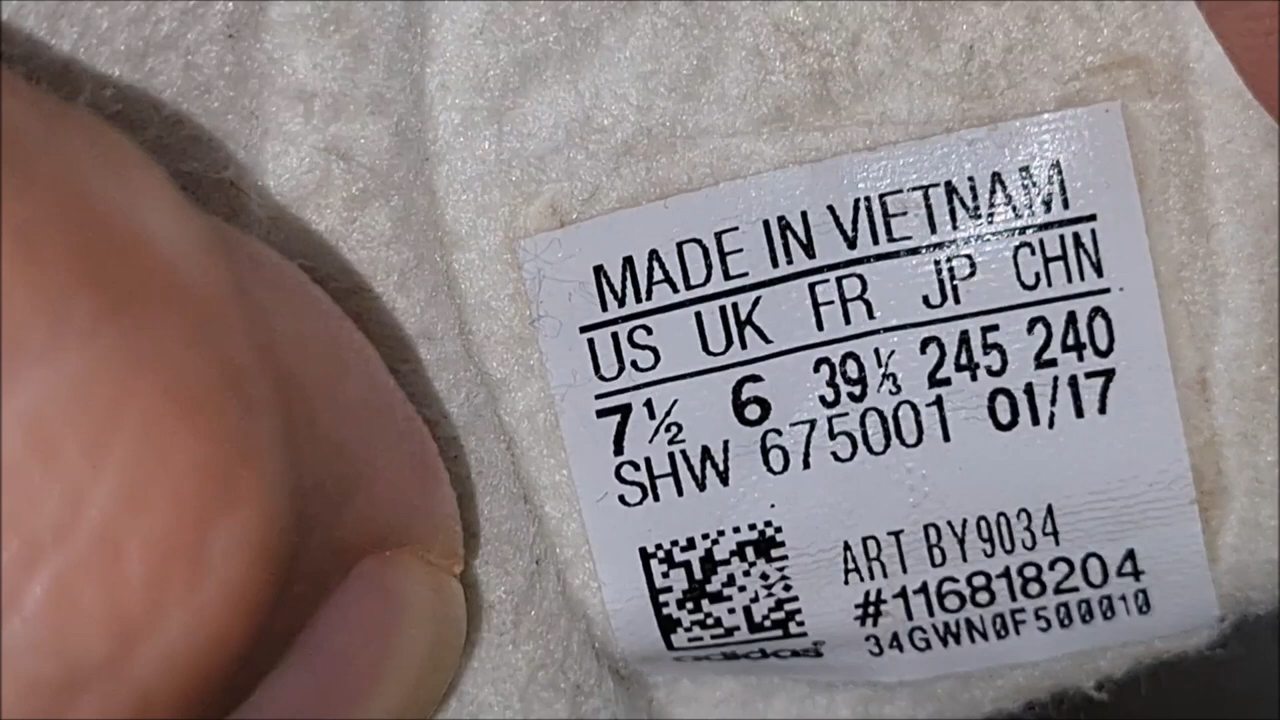 MADE IN VIETNAM
US UK FR JP CHN
7½ 6 39⅓ 245 240
SHW 675001 01/17
ART BY9034
#116818204
34GWN0F500010
adidas